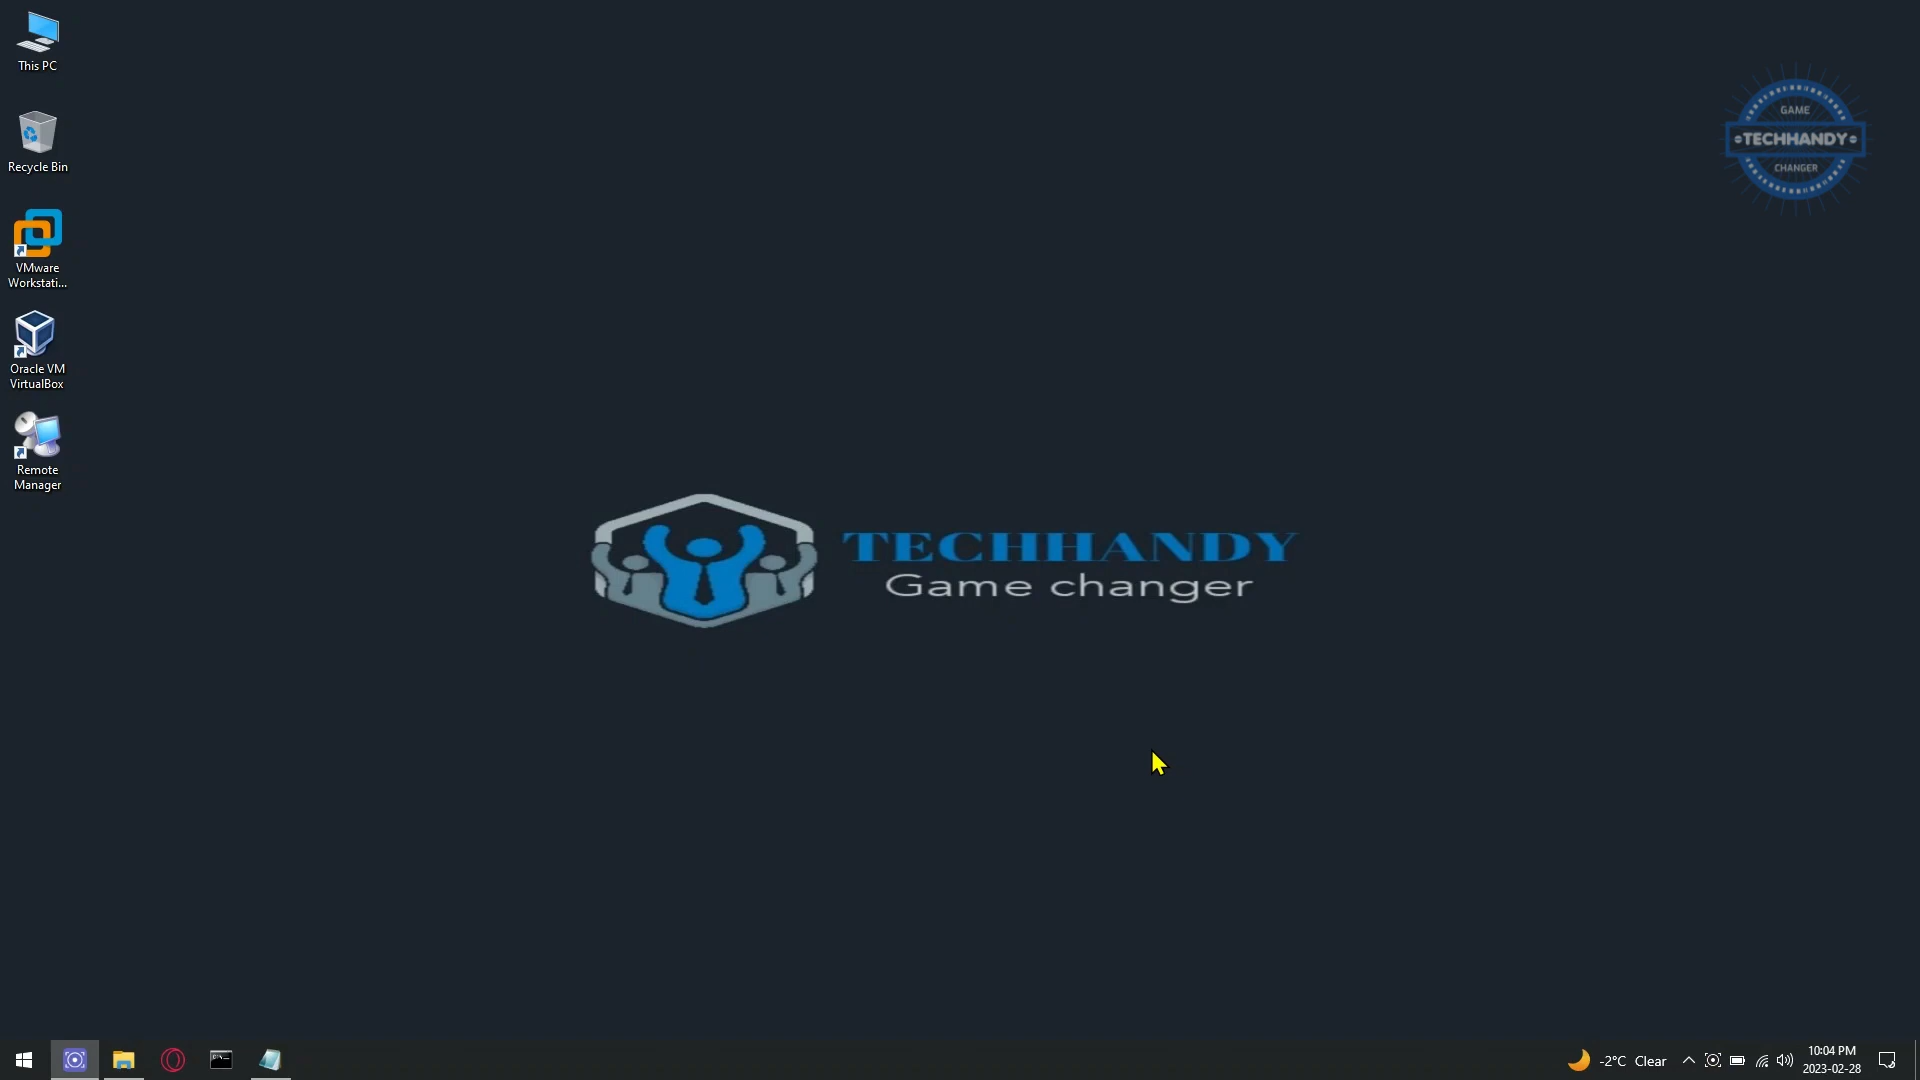 This PC
Recycle Bin
VMware
Workstati...
Oracle VM
VirtualBox
Remote
Manager
GAME
TECHHANDY
CHANGER
TECHHANDY
Game changer
-2°C Clear
10:04 PM
2023-02-28